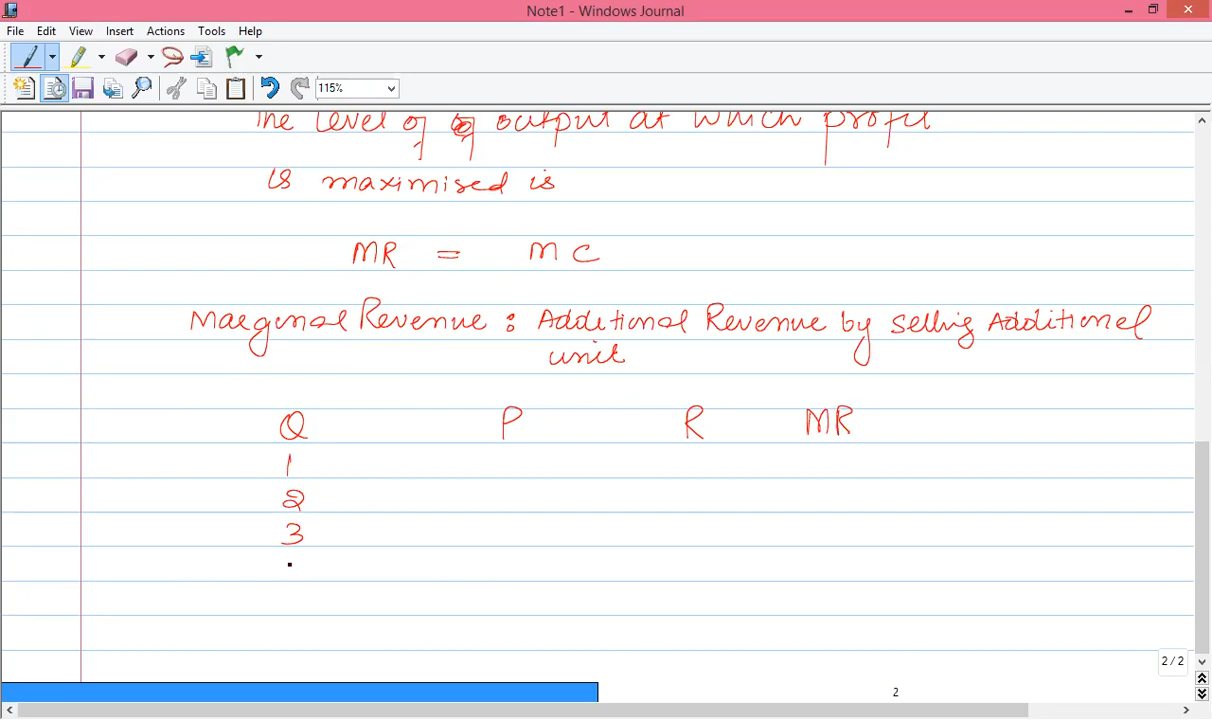 Note1 - Windows Journal
File Edit View Insert Actions Tools Help
115%
The level of of output at which profit
is maximised is
MR = MC
Marginal Revenue : Additional Revenue by selling Additional
unit
Q P R MR
1
2
3
2 / 2
2